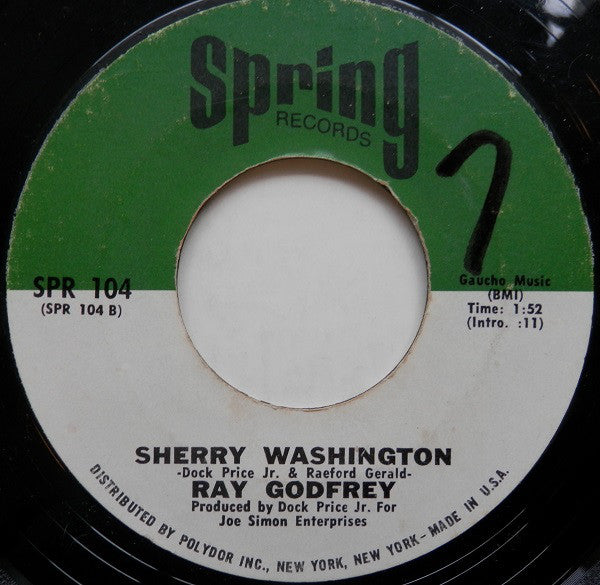 Spring
RECORDS
7
SPR 104
(SPR 104 B)
Gaucho Music
(BMI)
Time: 1:52
(Intro. :11)
SHERRY WASHINGTON
-Dock Price Jr. & Raeford Gerald-
RAY GODFREY
Produced by Dock Price Jr. For
Joe Simon Enterprises
DISTRIBUTED BY POLYDOR INC., NEW YORK, NEW YORK - MADE IN U.S.A.